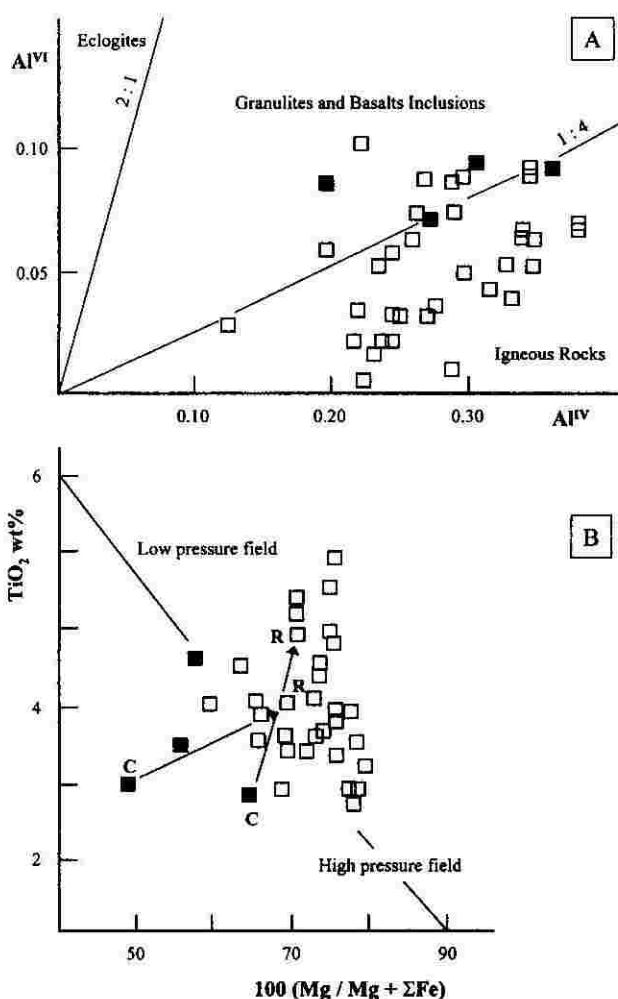 Eclogites
A
Al^VI
2 : 1
Granulites and Basalts Inclusions
1 : 4
0.10
0.05
Igneous Rocks
0.10
0.20
0.30
Al^IV
6
B
Low pressure field
TiO₂ wt%
R
R
4
C
C
2
High pressure field
50
70
90
100 (Mg / Mg + ΣFe)